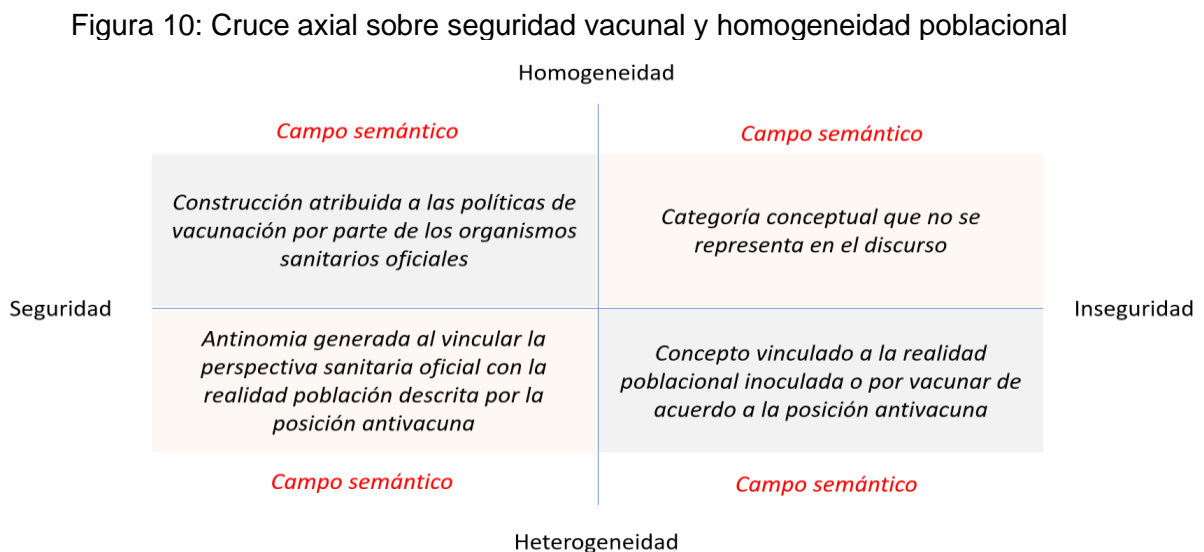 Figura 10: Cruce axial sobre seguridad vacunal y homogeneidad poblacional
Homogeneidad
Campo semántico
Campo semántico
Construcción atribuida a las políticas de
vacunación por parte de los organismos
sanitarios oficiales
Categoría conceptual que no se
representa en el discurso
Seguridad
Inseguridad
Antinomia generada al vincular la
perspectiva sanitaria oficial con la
realidad población descrita por la
posición antivacuna
Concepto vinculado a la realidad
poblacional inoculada o por vacunar de
acuerdo a la posición antivacuna
Campo semántico
Campo semántico
Heterogeneidad